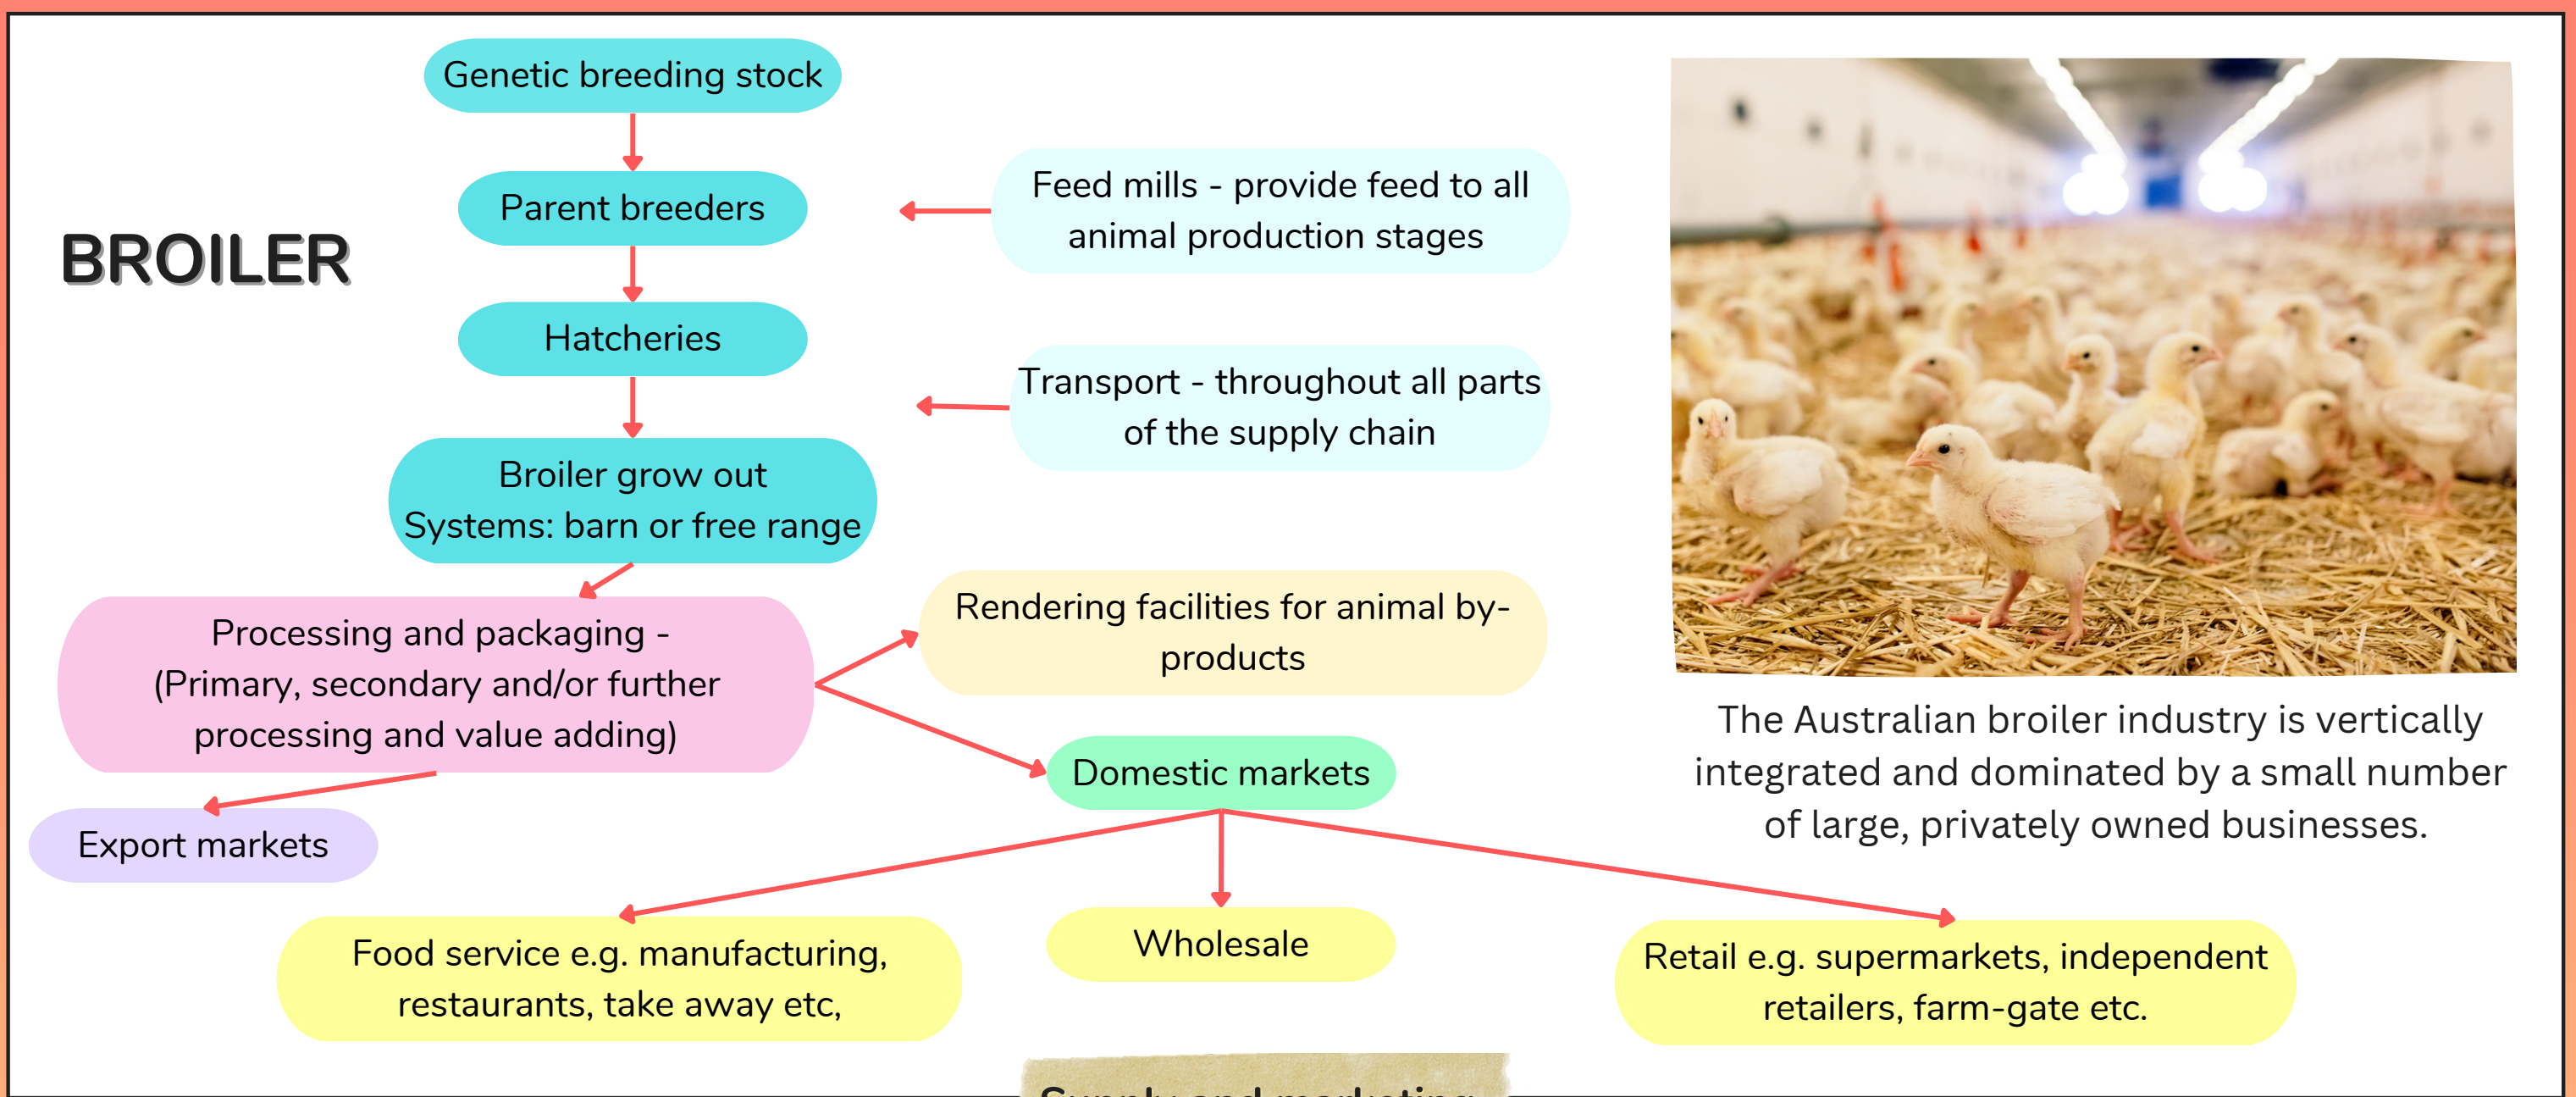 Genetic breeding stock
Parent breeders
Feed mills - provide feed to all
animal production stages
BROILER
Hatcheries
Transport - throughout all parts
of the supply chain
Broiler grow out
Systems: barn or free range
Processing and packaging -
(Primary, secondary and/or further
processing and value adding)
Rendering facilities for animal by-
products
The Australian broiler industry is vertically
integrated and dominated by a small number
of large, privately owned businesses.
Domestic markets
Export markets
Food service e.g. manufacturing,
restaurants, take away etc,
Wholesale
Retail e.g. supermarkets, independent
retailers, farm-gate etc.
Supply and marketing